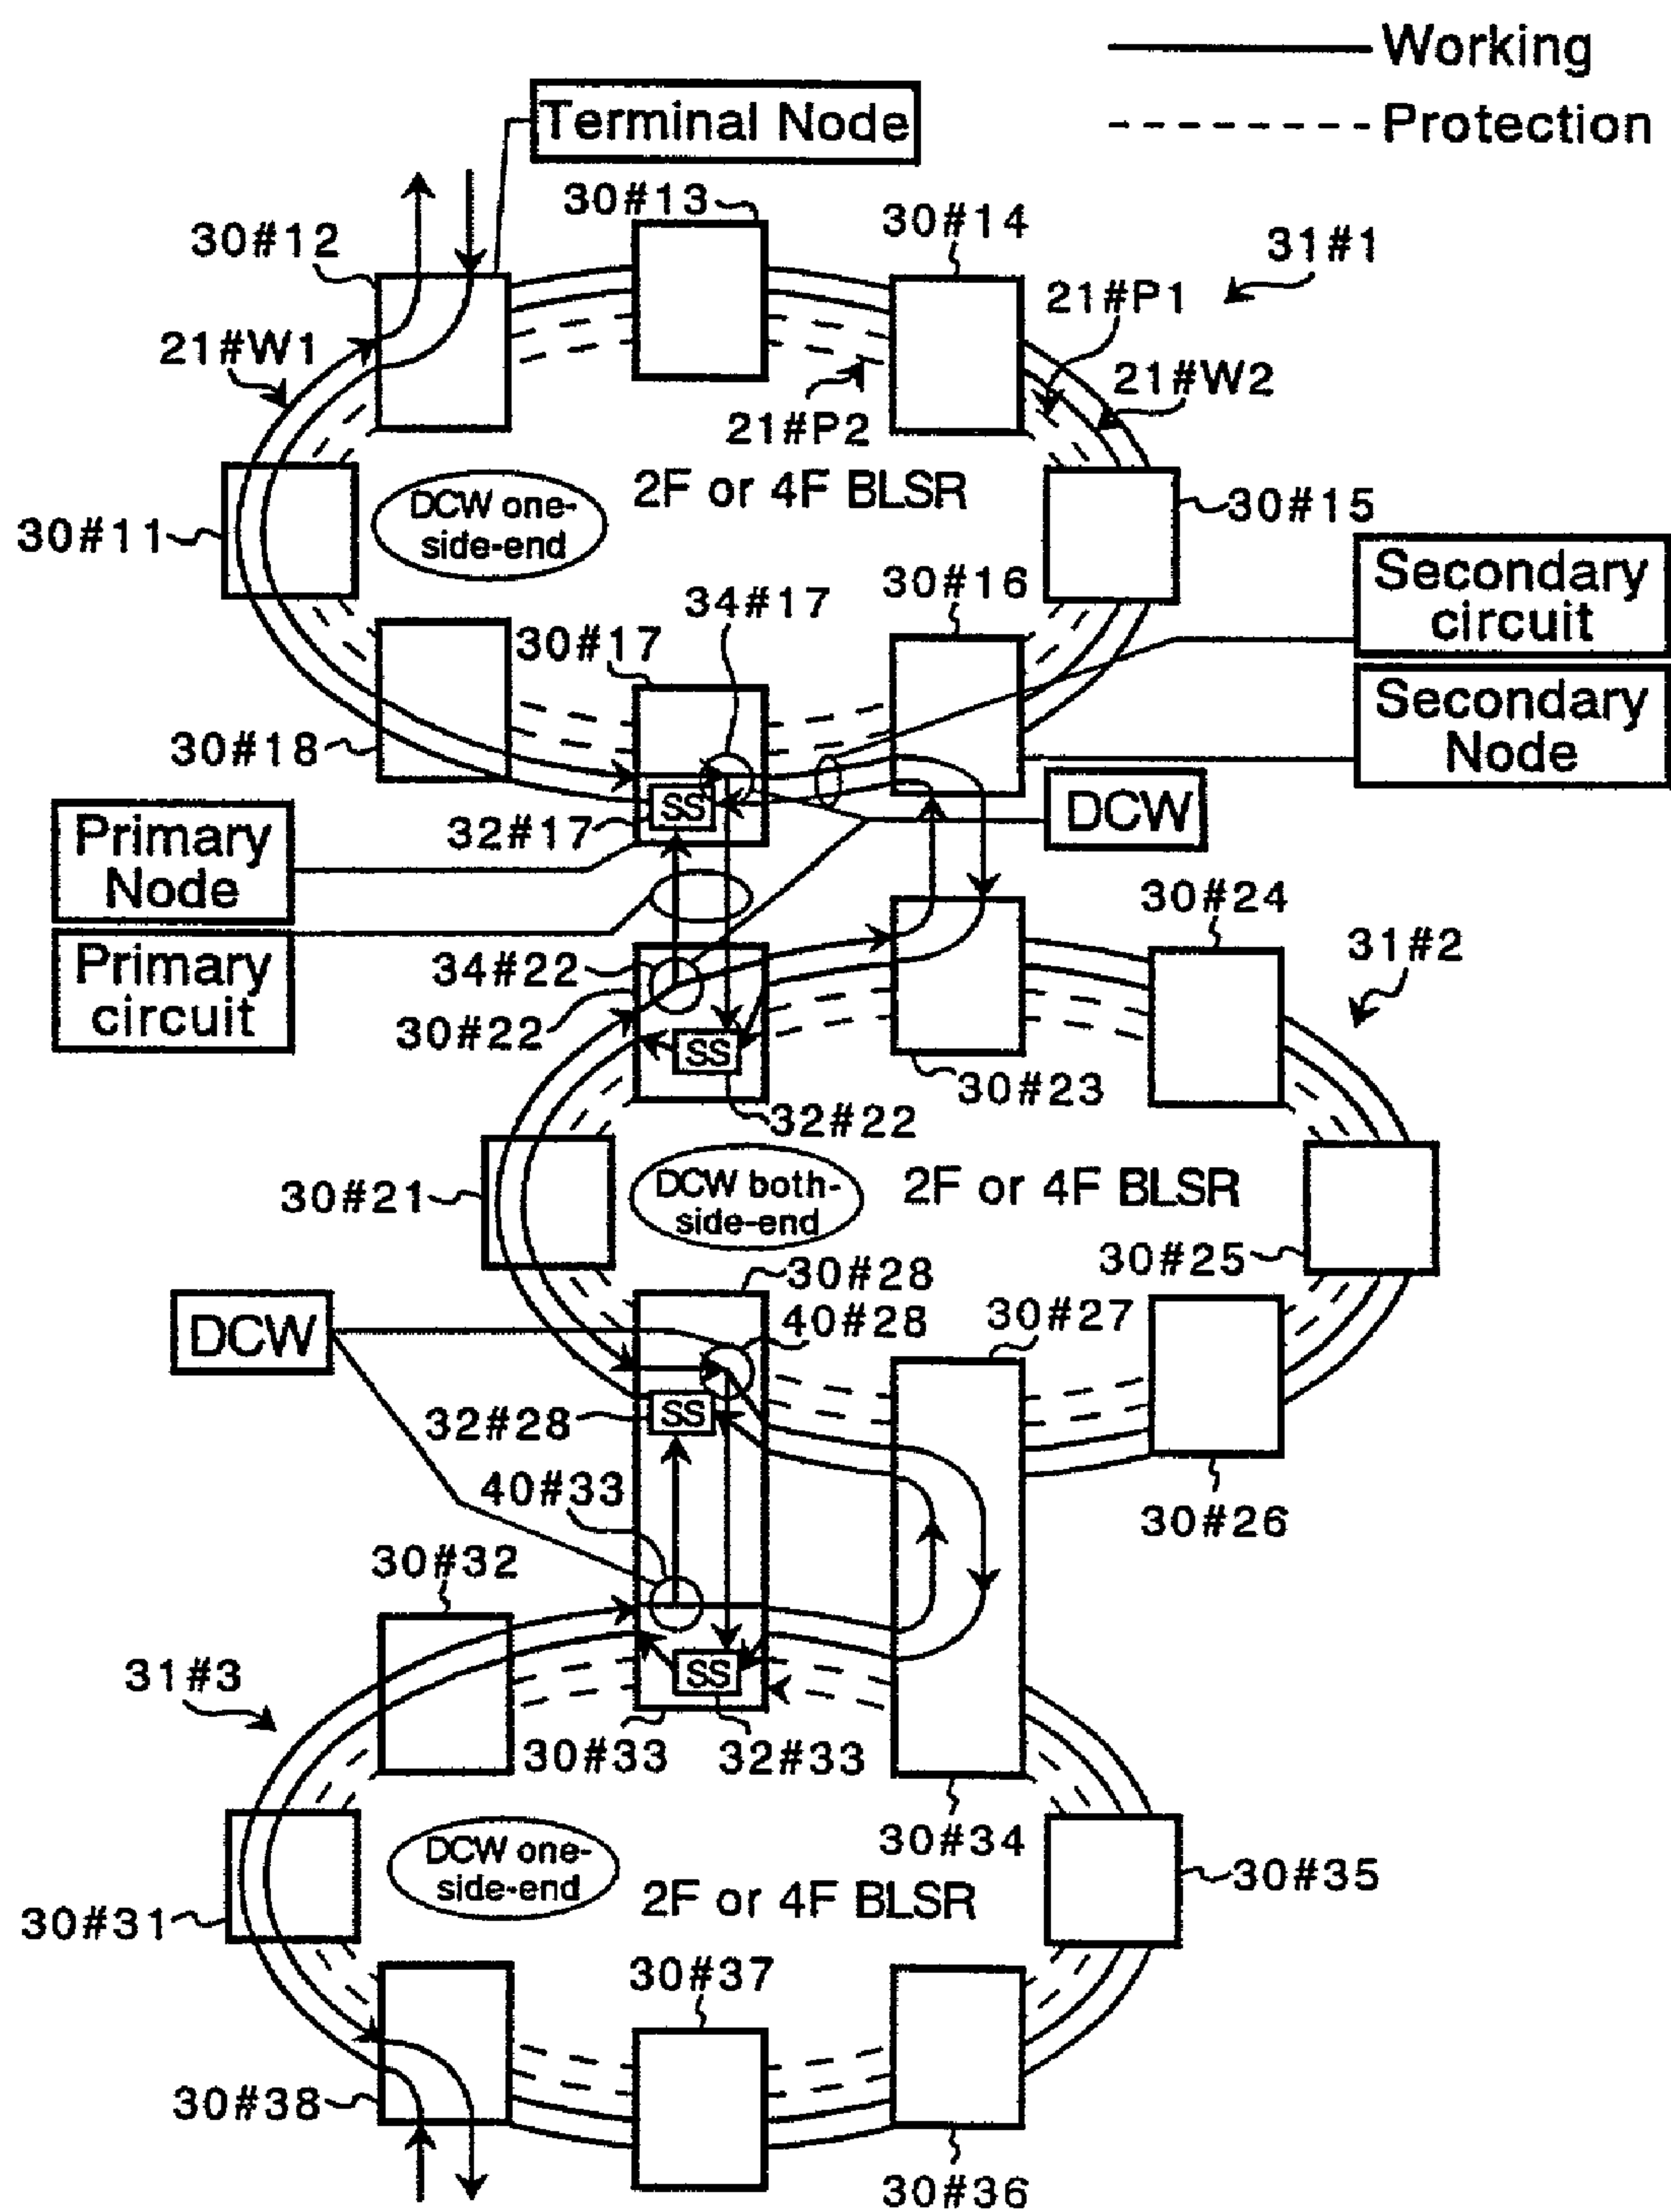 Working
Protection
Terminal Node
30#13
30#14
30#12
31#1
21#P1
21#W1
21#W2
21#P2
2F or 4F BLSR
DCW one-
side-end
30#11
30#15
Secondary
circuit
34#17
30#16
30#17
Secondary
Node
30#18
SS
32#17
DCW
Primary
Node
30#24
31#2
Primary
circuit
34#22
30#22
SS
30#23
32#22
30#21
DCW both-
side-end
2F or 4F BLSR
30#25
30#28
30#27
40#28
DCW
SS
32#28
40#33
30#26
30#32
31#3
SS
30#33
32#33
30#34
DCW one-
side-end
2F or 4F BLSR
30#35
30#31
30#37
30#38
30#36